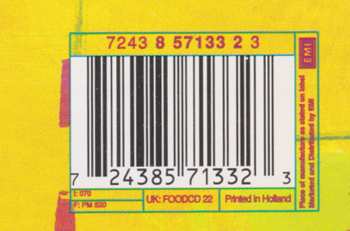 7243 8 57133 2 3
EMI
Place of manufacture as stated on label
Marketed and Distributed by EMI
7 24385 71332 3
I: 070
F: PM 520
UK: FOODCD 22
Printed in Holland